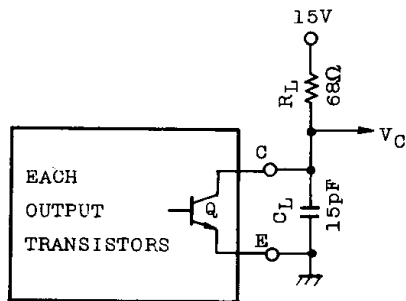 15V
RL
68Ω
VC
C
EACH
OUTPUT
TRANSISTORS
Q
CL
15pF
E